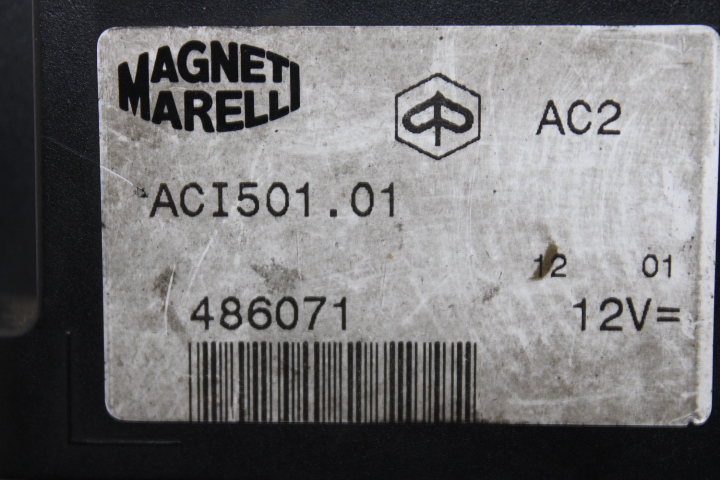 MAGNETI
MARELLI
AC2
ACI501.01
12 01
486071 12V=